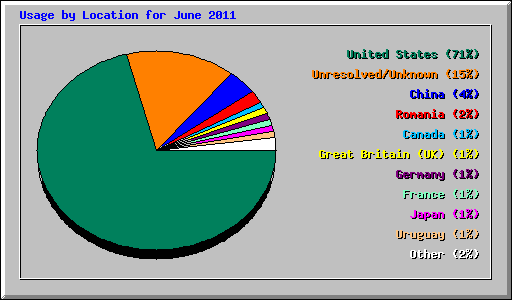 Usage by Location for June 2011
United States (71%)
Unresolved/Unknown (15%)
China (4%)
Romania (2%)
Canada (1%)
Great Britain (UK) (1%)
Germany (1%)
France (1%)
Japan (1%)
Uruguay (1%)
Other (2%)